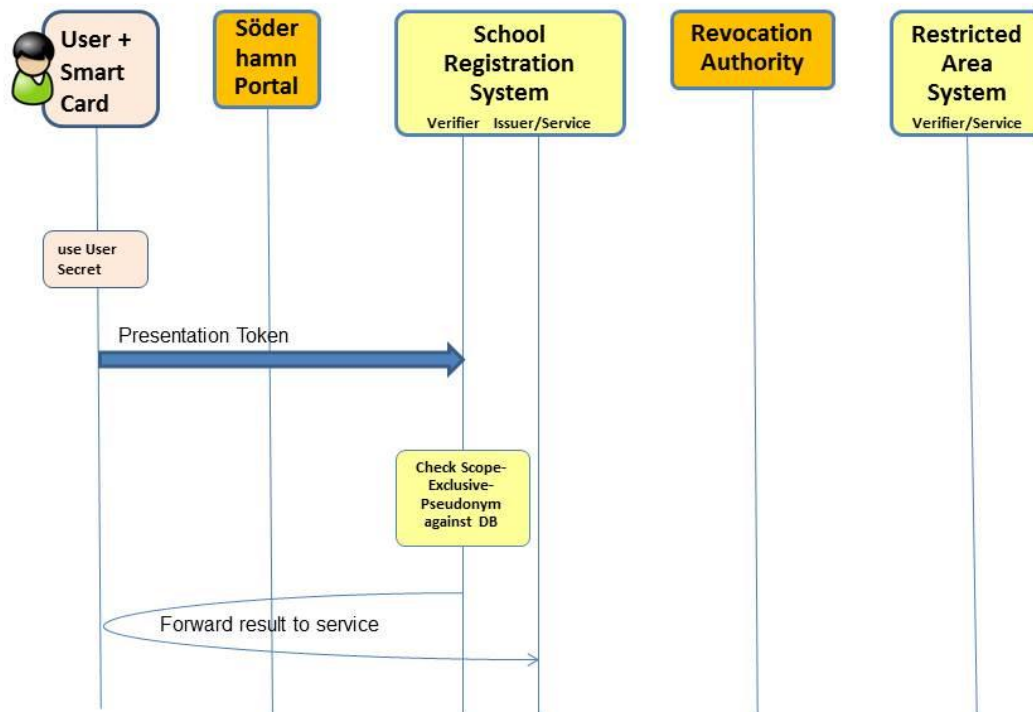 User +
Smart
Card
Söder
hamn
Portal
School
Registration
System
Verifier Issuer/Service
Revocation
Authority
Restricted
Area
System
Verifier/Service
use User
Secret
Presentation Token
Check Scope-
Exclusive-
Pseudonym
against DB
Forward result to service